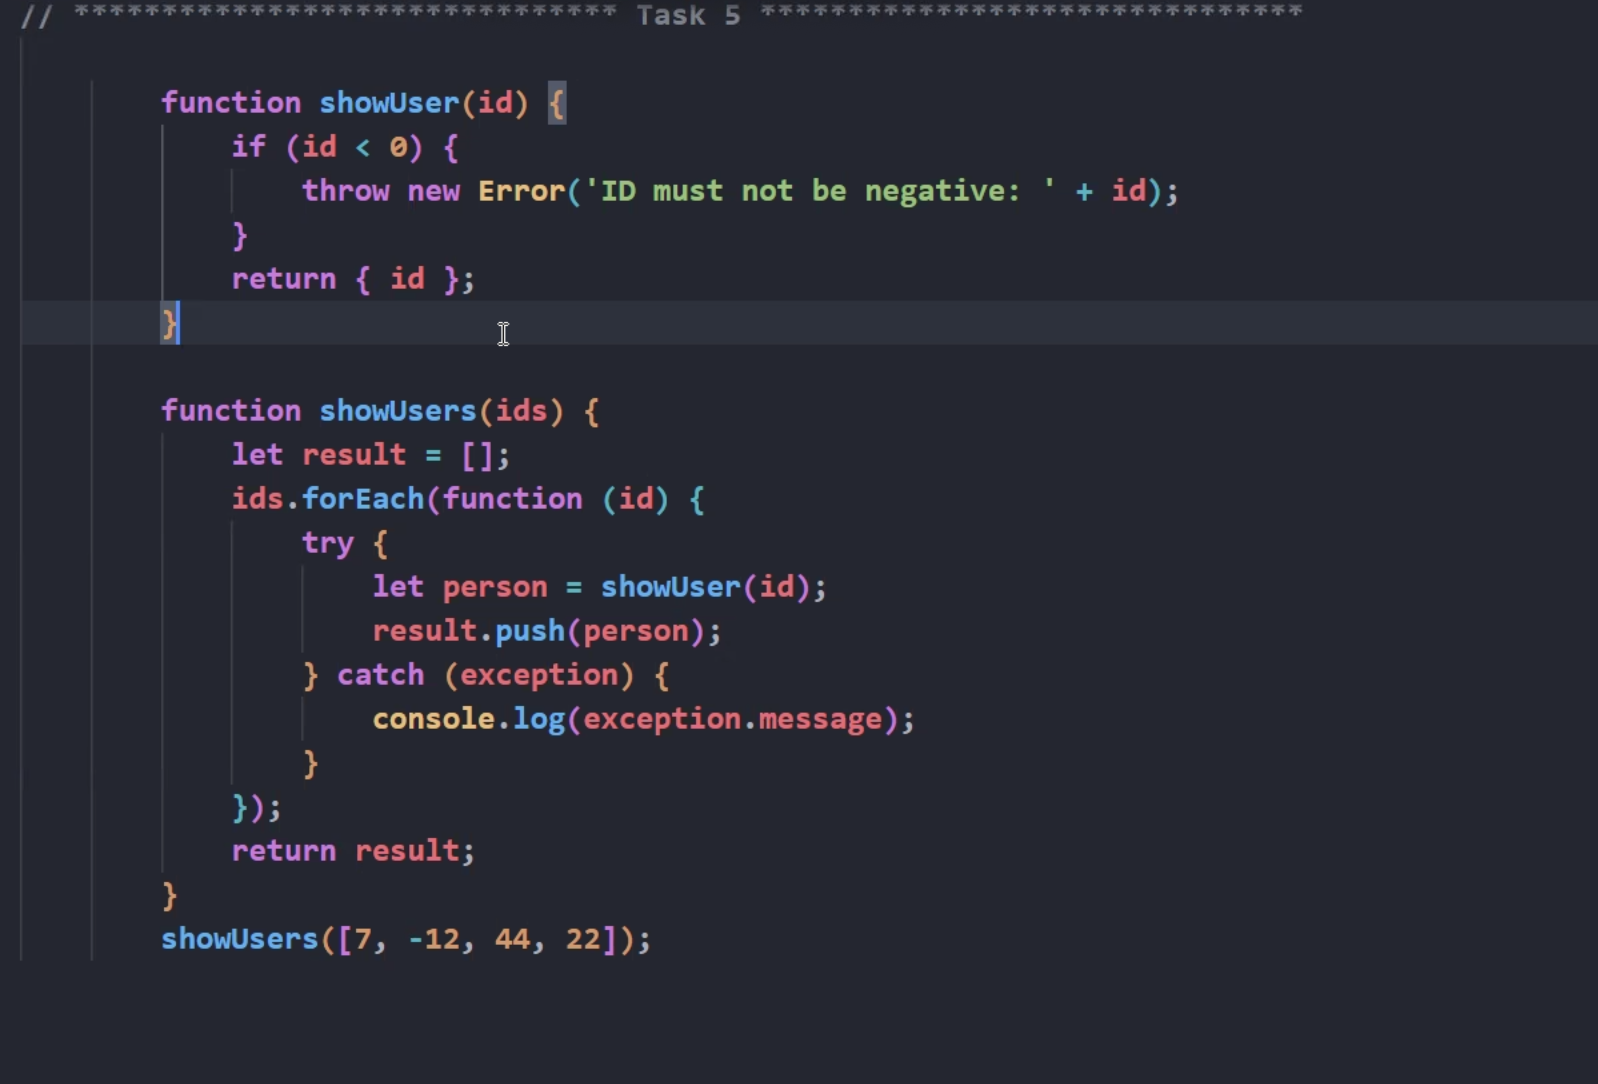 // ******************************* Task 5 *******************************
function showUser(id) {
if (id < 0) {
throw new Error('ID must not be negative: ' + id);
}
return { id };
}
function showUsers(ids) {
let result = [];
ids.forEach(function (id) {
try {
let person = showUser(id);
result.push(person);
} catch (exception) {
console.log(exception.message);
}
});
return result;
}
showUsers([7, -12, 44, 22]);